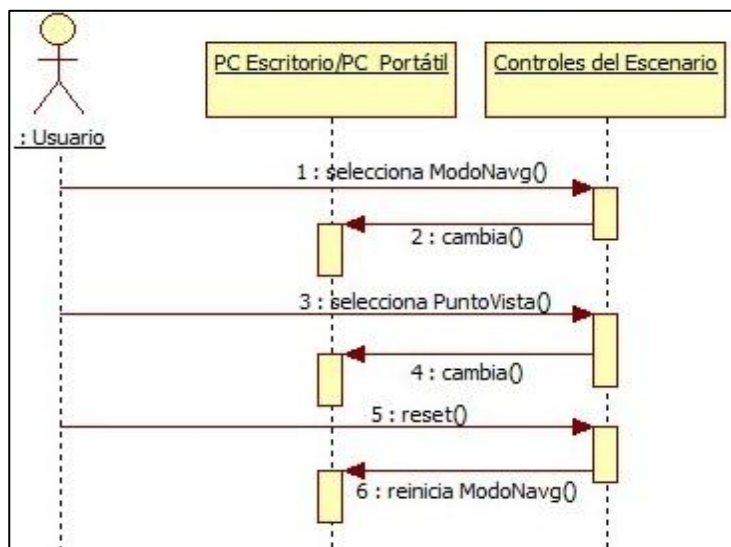 PC Escritorio/PC Portátil
Controles del Escenario
: Usuario
1 : selecciona ModoNavg()
2 : cambia()
3 : selecciona PuntoVista()
4 : cambia()
5 : reset()
6 : reinicia ModoNavg()